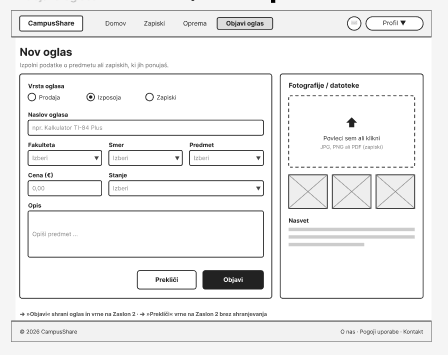 CampusShare Domov Zapiski Oprema Objavi oglas Profil ▼
Nov oglas
Izpolni podatke o predmetu ali zapiskih, ki jih ponujaš.
Vrsta oglasa
Prodaja Izposoja Zapiski
Naslov oglasa
npr. Kalkulator TI-84 Plus
Fakulteta Smer Predmet
Izberi Izberi Izberi
Cena (€) Stanje
0,00 Izberi
Opis
Opiši predmet ...
Prekliči Objavi
Fotografije / datoteke
Povleci sem ali klikni
JPG, PNG ali PDF (zapiski)
Nasvet
→ »Objavi« shrani oglas in vrne na Zaslon 2 · → »Prekliči« vrne na Zaslon 2 brez shranjevanja
© 2026 CampusShare O nas · Pogoji uporabe · Kontakt